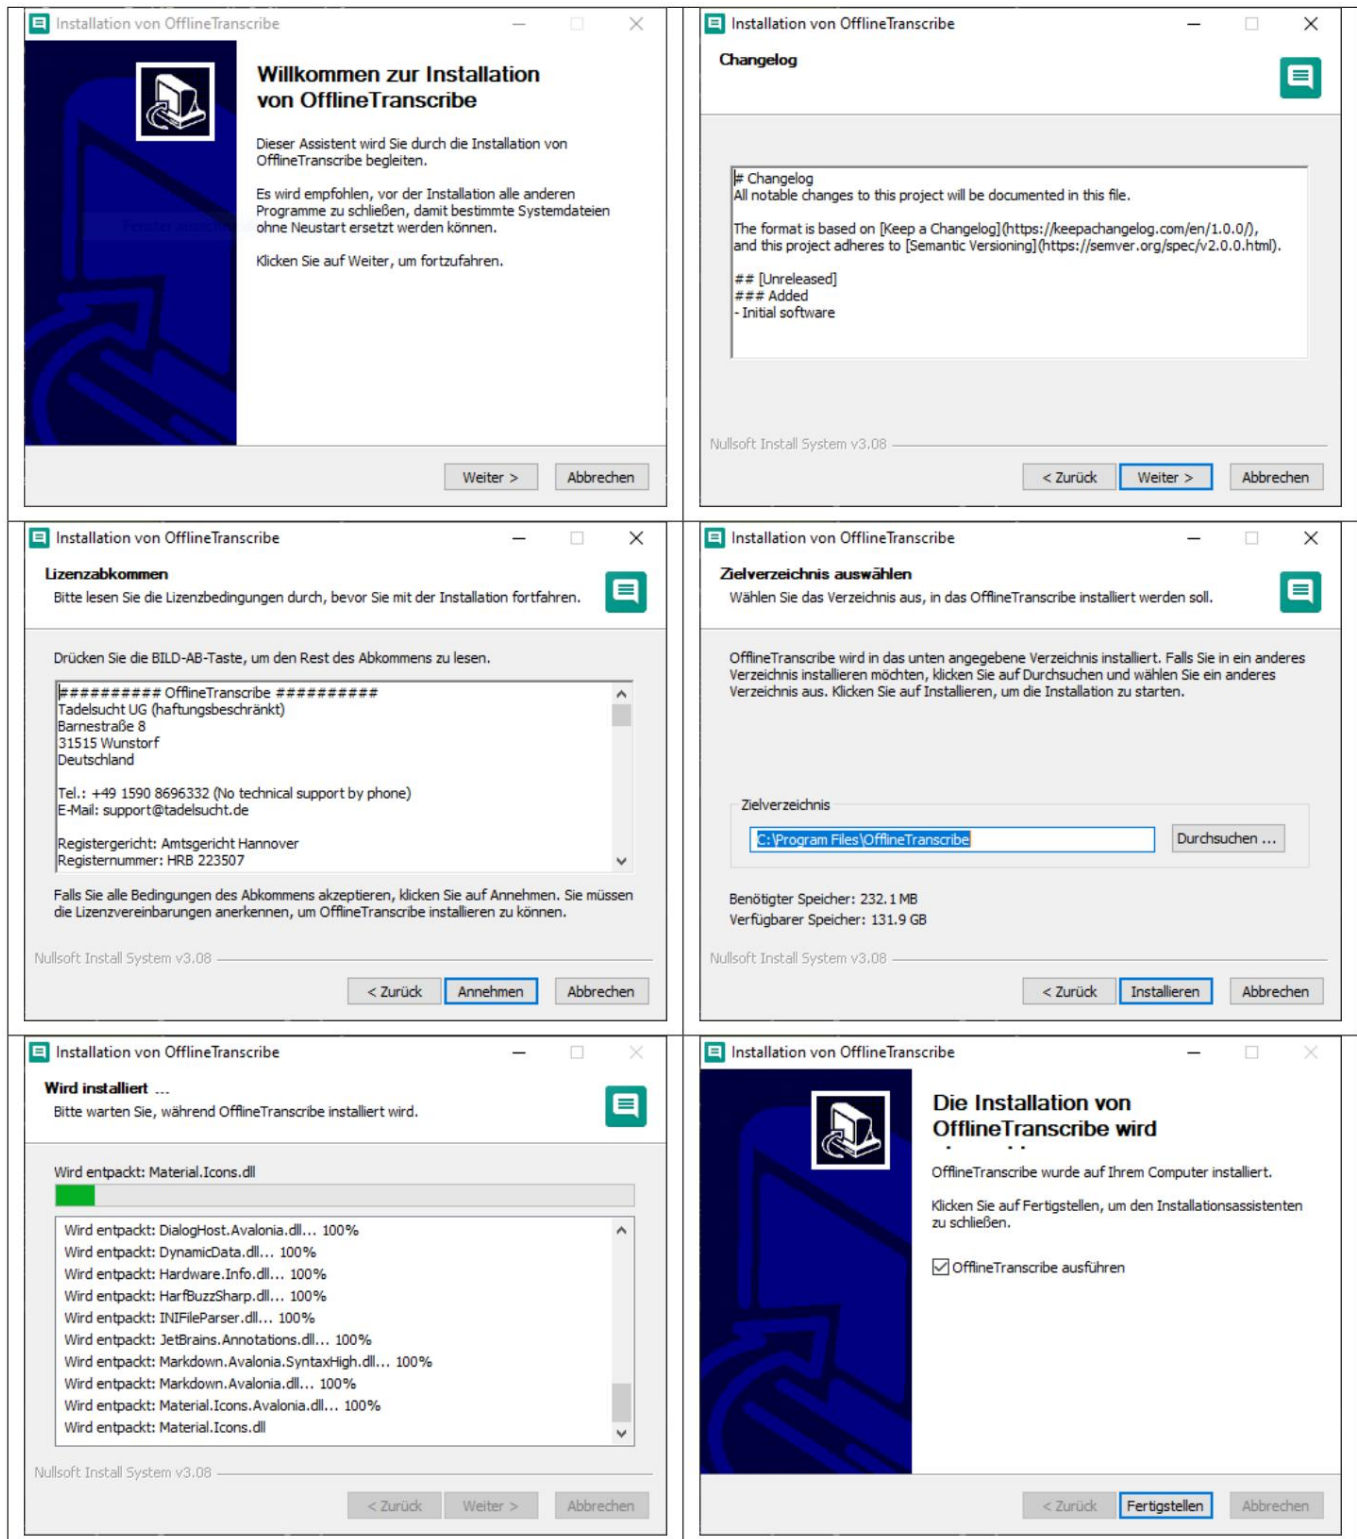 Installation von OfflineTranscribe
Willkommen zur Installation
von OfflineTranscribe
Dieser Assistent wird Sie durch die Installation von
OfflineTranscribe begleiten.
Es wird empfohlen, vor der Installation alle anderen
Programme zu schließen, damit bestimmte Systemdateien
ohne Neustart ersetzt werden können.
Klicken Sie auf Weiter, um fortzufahren.
Weiter >
Abbrechen
Installation von OfflineTranscribe
Changelog
# Changelog
All notable changes to this project will be documented in this file.
The format is based on [Keep a Changelog](https://keepachangelog.com/en/1.0.0/),
and this project adheres to [Semantic Versioning](https://semver.org/spec/v2.0.0.html).
## [Unreleased]
### Added
- Initial software
Nullsoft Install System v3.08
< Zurück
Weiter >
Abbrechen
Installation von OfflineTranscribe
Lizenzabkommen
Bitte lesen Sie die Lizenzbedingungen durch, bevor Sie mit der Installation fortfahren.
Drücken Sie die BILD-AB-Taste, um den Rest des Abkommens zu lesen.
########## OfflineTranscribe ##########
Tadelsucht UG (haftungsbeschränkt)
Barnestraße 8
31515 Wunstorf
Deutschland
Tel.: +49 1590 8696332 (No technical support by phone)
E-Mail: support@tadelsucht.de
Registergericht: Amtsgericht Hannover
Registernummer: HRB 223507
Falls Sie alle Bedingungen des Abkommens akzeptieren, klicken Sie auf Annehmen. Sie müssen
die Lizenzvereinbarungen anerkennen, um OfflineTranscribe installieren zu können.
Nullsoft Install System v3.08
< Zurück
Annehmen
Abbrechen
Installation von OfflineTranscribe
Zielverzeichnis auswählen
Wählen Sie das Verzeichnis aus, in das OfflineTranscribe installiert werden soll.
OfflineTranscribe wird in das unten angegebene Verzeichnis installiert. Falls Sie in ein anderes
Verzeichnis installieren möchten, klicken Sie auf Durchsuchen und wählen Sie ein anderes
Verzeichnis aus. Klicken Sie auf Installieren, um die Installation zu starten.
Zielverzeichnis
C:\Program Files\OfflineTranscribe
Durchsuchen ...
Benötigter Speicher: 232.1 MB
Verfügbarer Speicher: 131.9 GB
Nullsoft Install System v3.08
< Zurück
Installieren
Abbrechen
Installation von OfflineTranscribe
Wird installiert ...
Bitte warten Sie, während OfflineTranscribe installiert wird.
Wird entpackt: Material.Icons.dll
Wird entpackt: DialogHost.Avalonia.dll... 100%
Wird entpackt: DynamicData.dll... 100%
Wird entpackt: Hardware.Info.dll... 100%
Wird entpackt: HarfBuzzSharp.dll... 100%
Wird entpackt: INIFileParser.dll... 100%
Wird entpackt: JetBrains.Annotations.dll... 100%
Wird entpackt: Markdown.Avalonia.SyntaxHigh.dll... 100%
Wird entpackt: Markdown.Avalonia.dll... 100%
Wird entpackt: Material.Icons.Avalonia.dll... 100%
Wird entpackt: Material.Icons.dll
Nullsoft Install System v3.08
< Zurück
Weiter >
Abbrechen
Installation von OfflineTranscribe
Die Installation von
OfflineTranscribe wird
OfflineTranscribe wurde auf Ihrem Computer installiert.
Klicken Sie auf Fertigstellen, um den Installationsassistenten
zu schließen.
OfflineTranscribe ausführen
< Zurück
Fertigstellen
Abbrechen